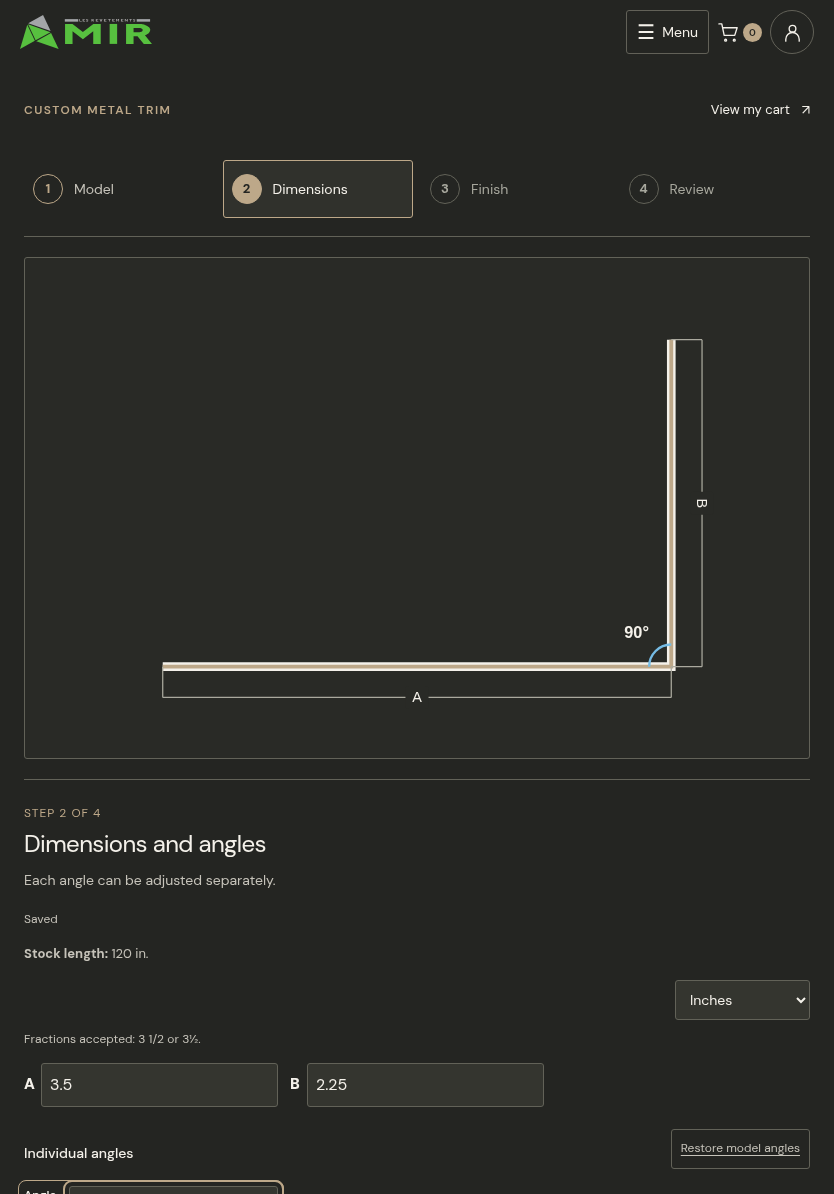 LES REVÊTEMENTS
MIR
Menu
0
CUSTOM METAL TRIM
View my cart
1 Model
2 Dimensions
3 Finish
4 Review
B
90°
A
STEP 2 OF 4
Dimensions and angles
Each angle can be adjusted separately.
Saved
Stock length: 120 in.
Inches
Fractions accepted: 3 1/2 or 3½.
A 3.5 B 2.25
Individual angles
Restore model angles
Angle